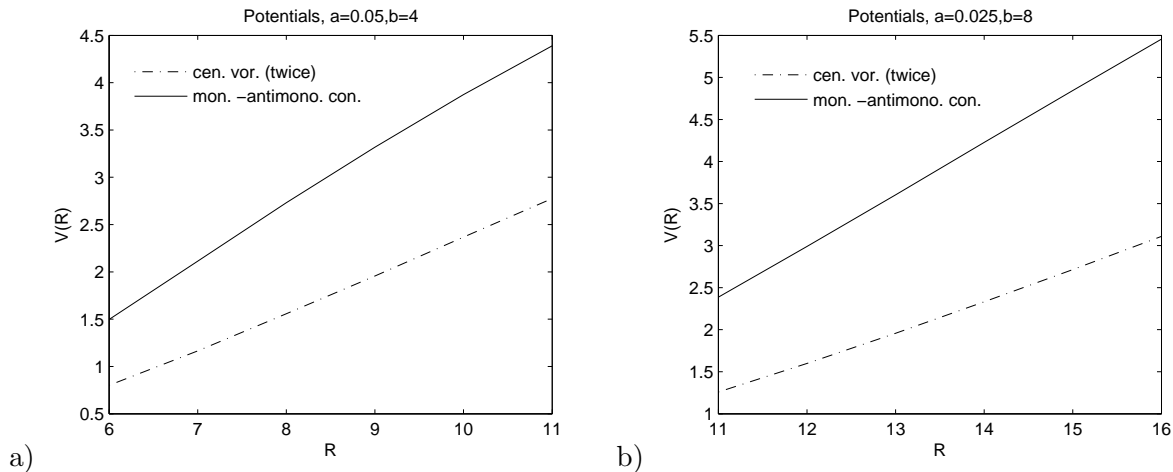 Potentials, a=0.05,b=4
4.5
4
3.5
3
2.5
2
1.5
1
0.5
V(R)
cen. vor. (twice)
mon. −antimono. con.
6 7 8 9 10 11
R
a)
Potentials, a=0.025,b=8
5.5
5
4.5
4
3.5
3
2.5
2
1.5
1
V(R)
cen. vor. (twice)
mon. −antimono. con.
11 12 13 14 15 16
R
b)